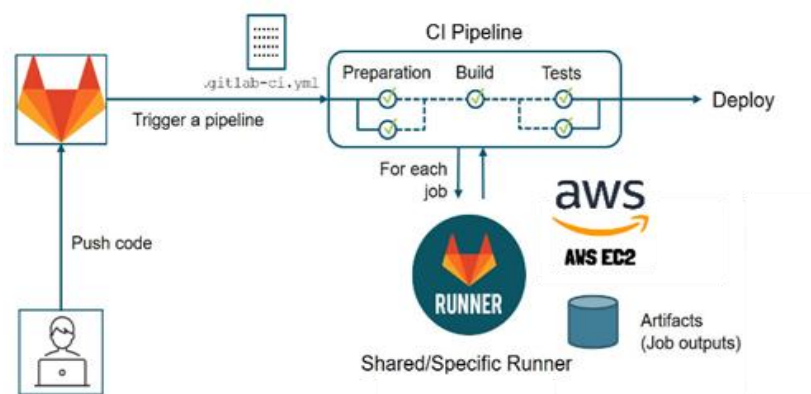 CI Pipeline
.gitlab-ci.yml
Preparation
Build
Tests
Trigger a pipeline
Deploy
For each
job
Push code
aws
AWS EC2
RUNNER
Artifacts
(Job outputs)
Shared/Specific Runner